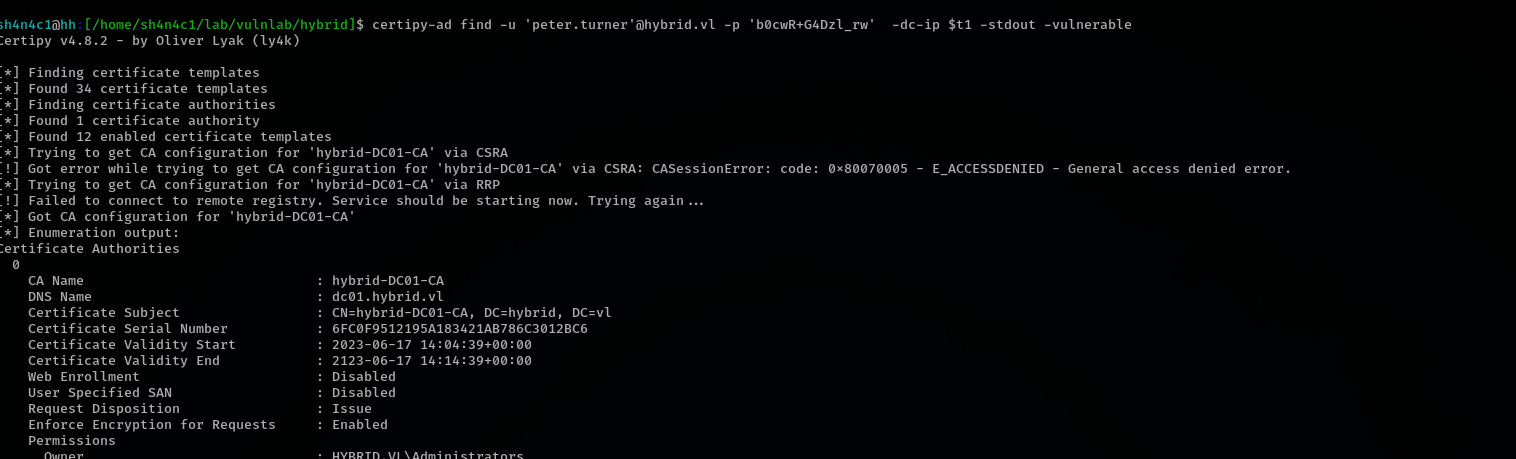 sh4n4c1@hh:[/home/sh4n4c1/lab/vulnlab/hybrid]$ certipy-ad find -u 'peter.turner'@hybrid.vl -p 'b0cwR+G4Dzl_rw'  -dc-ip $t1 -stdout -vulnerable
Certipy v4.8.2 - by Oliver Lyak (ly4k)
[*] Finding certificate templates
[*] Found 34 certificate templates
[*] Finding certificate authorities
[*] Found 1 certificate authority
[*] Found 12 enabled certificate templates
[*] Trying to get CA configuration for 'hybrid-DC01-CA' via CSRA
[!] Got error while trying to get CA configuration for 'hybrid-DC01-CA' via CSRA: CASessionError: code: 0×80070005 - E_ACCESSDENIED - General access denied error.
[*] Trying to get CA configuration for 'hybrid-DC01-CA' via RRP
[!] Failed to connect to remote registry. Service should be starting now. Trying again...
[*] Got CA configuration for 'hybrid-DC01-CA'
[*] Enumeration output:
Certificate Authorities
0
CA Name : hybrid-DC01-CA
DNS Name : dc01.hybrid.vl
Certificate Subject : CN=hybrid-DC01-CA, DC=hybrid, DC=vl
Certificate Serial Number : 6FC0F9512195A183421AB786C3012BC6
Certificate Validity Start : 2023-06-17 14:04:39+00:00
Certificate Validity End : 2123-06-17 14:14:39+00:00
Web Enrollment : Disabled
User Specified SAN : Disabled
Request Disposition : Issue
Enforce Encryption for Requests : Enabled
Permissions
Owner : HYBRID.VL\Administrators